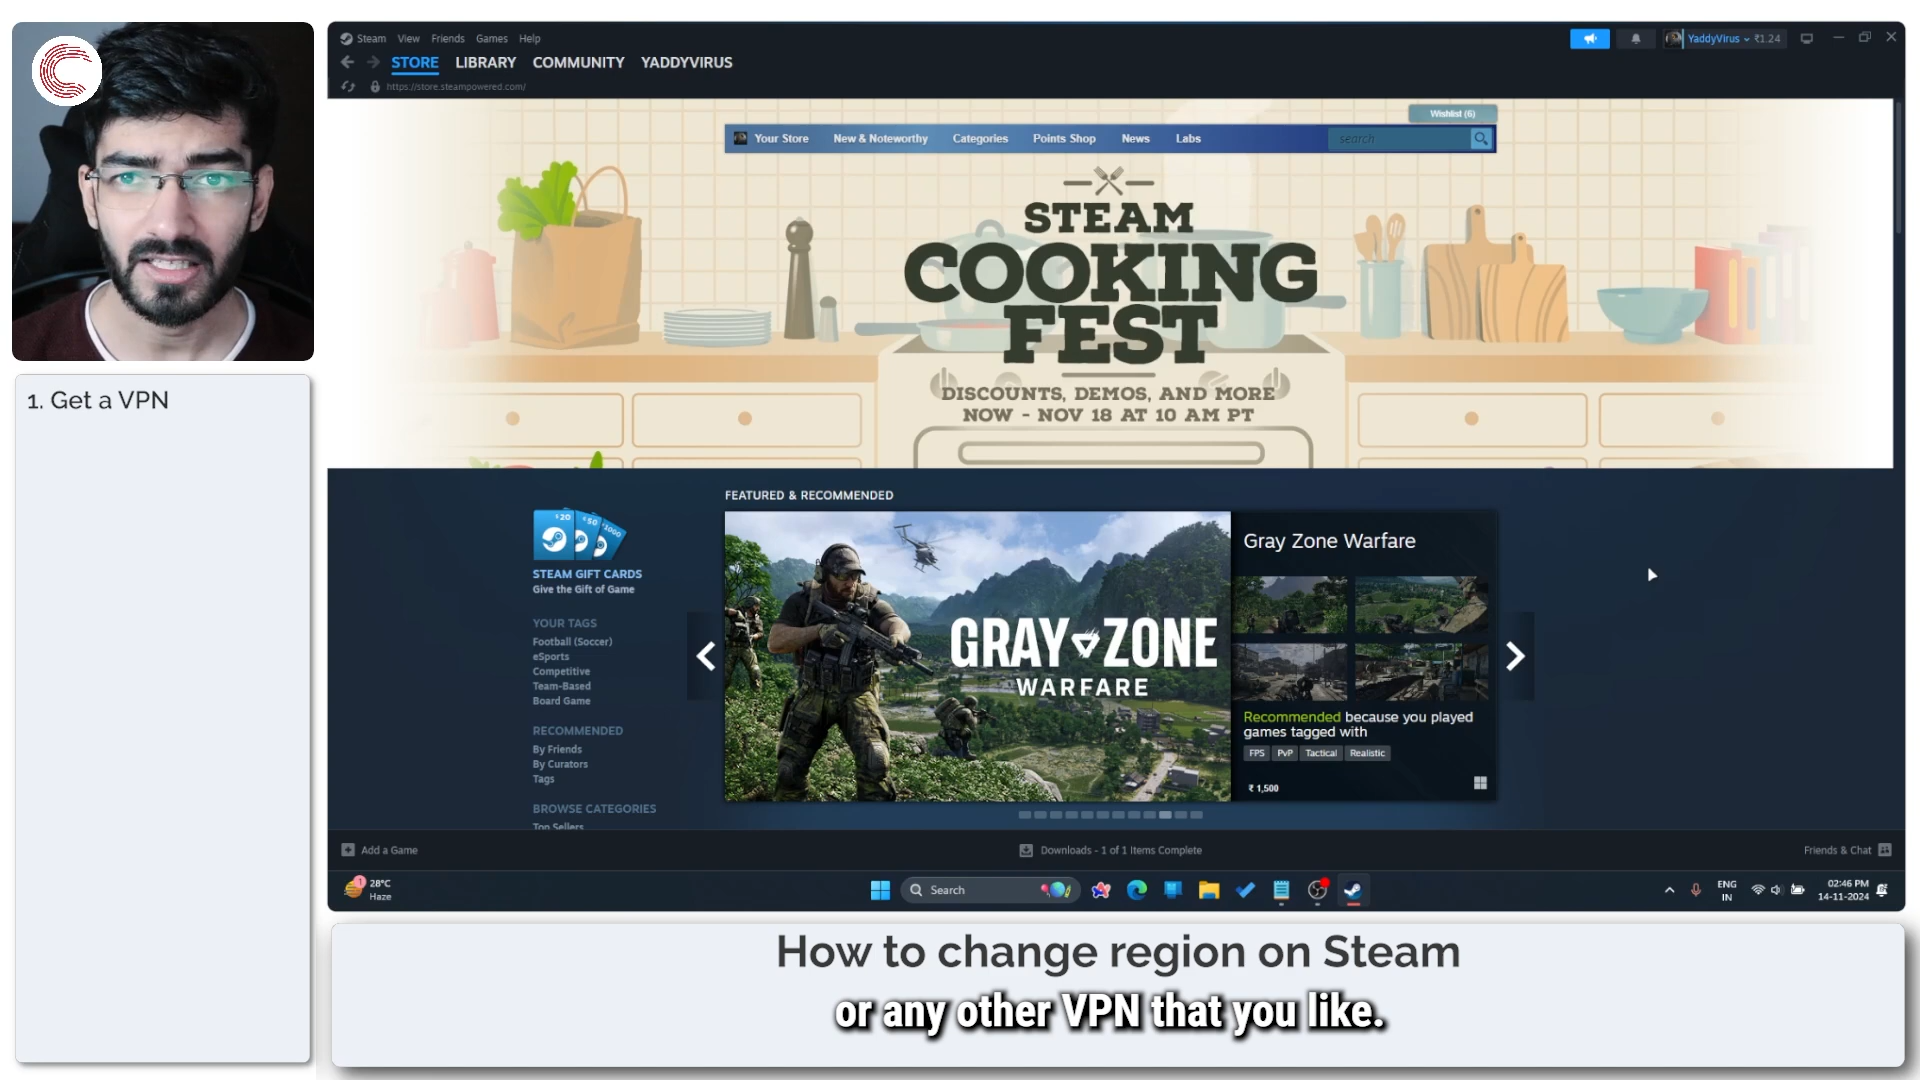 1. Get a VPN
Steam View Friends Games Help
YaddyVirus ₹1.24
STORE LIBRARY COMMUNITY YADDYVIRUS
https://store.steampowered.com/
Wishlist (6)
Your Store New & Noteworthy Categories Points Shop News Labs search
STEAM
COOKING
FEST
DISCOUNTS, DEMOS, AND MORE
NOW - NOV 18 AT 10 AM PT
FEATURED & RECOMMENDED
STEAM GIFT CARDS
Give the Gift of Game
YOUR TAGS
Football (Soccer)
eSports
Competitive
Team-Based
Board Game
RECOMMENDED
By Friends
By Curators
Tags
BROWSE CATEGORIES
Top Sellers
GRAY ZONE
WARFARE
Gray Zone Warfare
Recommended because you played
games tagged with
FPS PvP Tactical Realistic
₹ 1,500
Add a Game
Downloads - 1 of 1 Items Complete
Friends & Chat
1
28°C
Haze
Search
ENG
IN
02:46 PM
14-11-2024
How to change region on Steam
or any other VPN that you like.